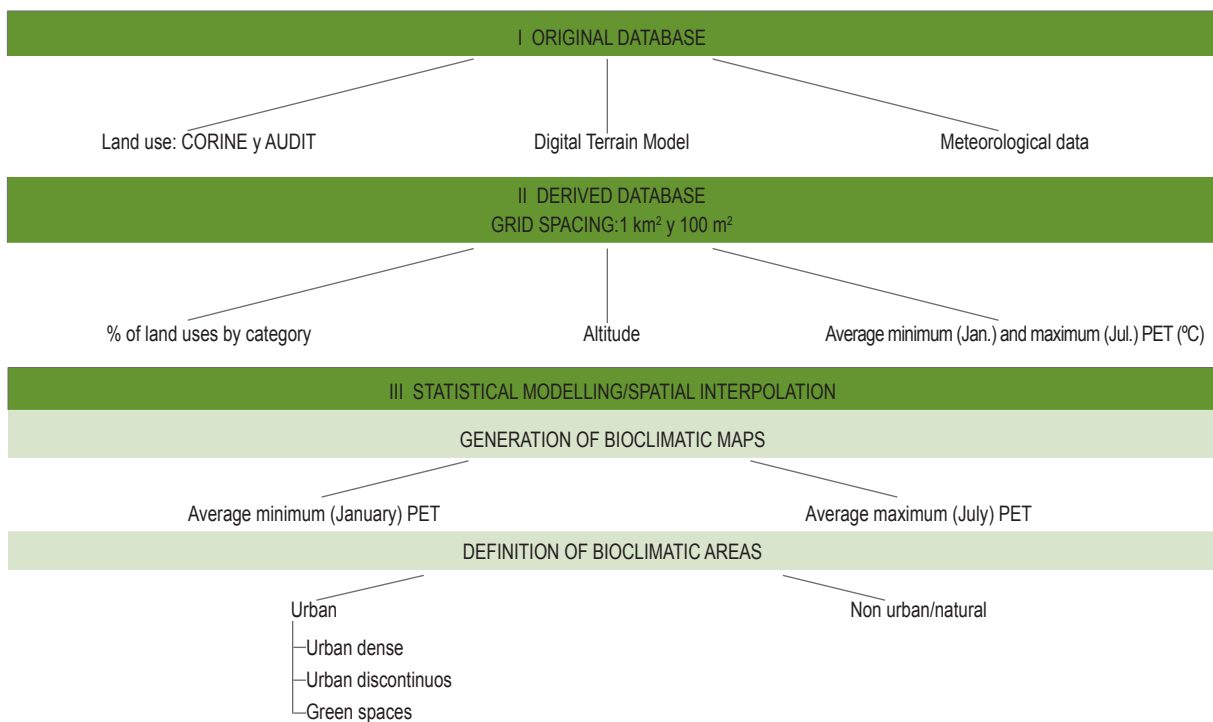 I ORIGINAL DATABASE
Land use: CORINE y AUDIT
Digital Terrain Model
Meteorological data
II DERIVED DATABASE
GRID SPACING:1 km² y 100 m²
% of land uses by category
Altitude
Average minimum (Jan.) and maximum (Jul.) PET (ºC)
III STATISTICAL MODELLING/SPATIAL INTERPOLATION
GENERATION OF BIOCLIMATIC MAPS
Average minimum (January) PET
Average maximum (July) PET
DEFINITION OF BIOCLIMATIC AREAS
Urban
Non urban/natural
Urban dense
Urban discontinuos
Green spaces